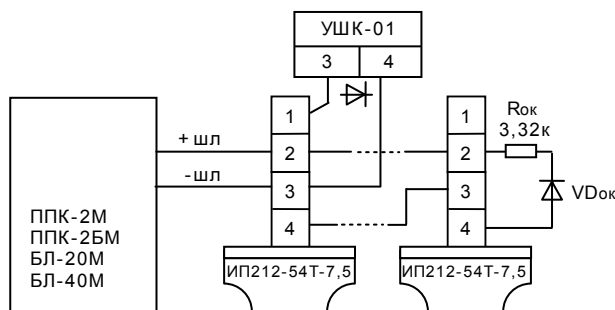 УШК-01
3 4
1
2
3
4
+шл
-шл
ППК-2М
ППК-2БМ
БЛ-20М
БЛ-40М
ИП212-54Т-7,5
1
2
3
4
Rок
3,32к
VDок
ИП212-54Т-7,5